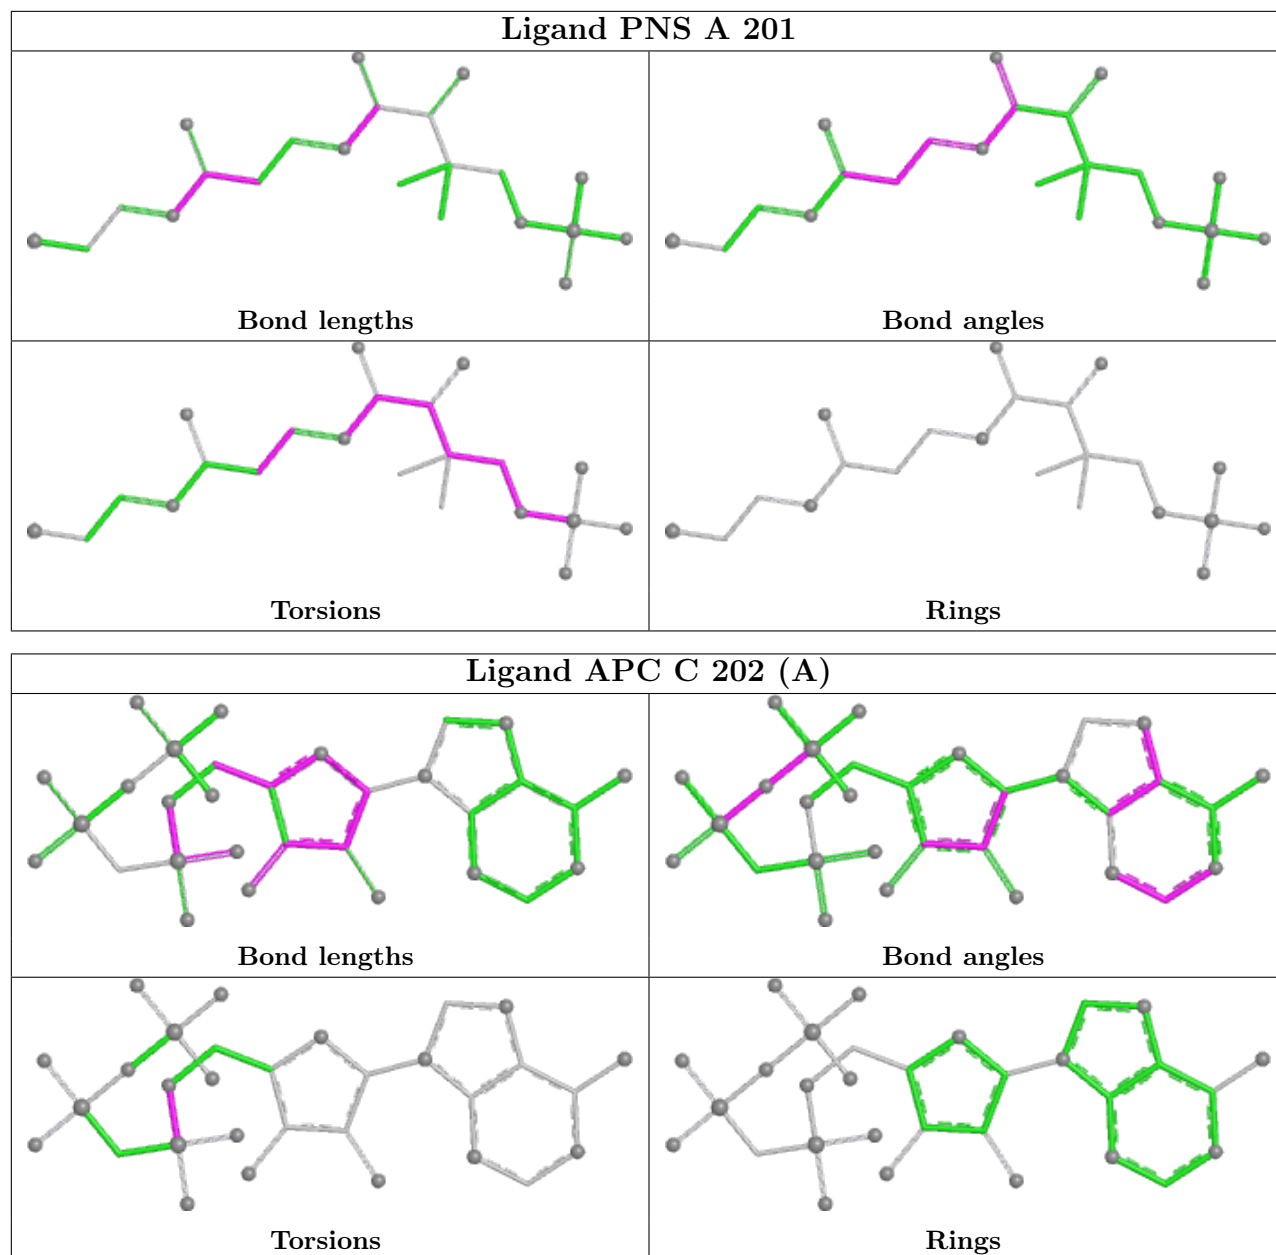 Ligand PNS A 201
Bond lengths
Bond angles
Torsions
Rings
Ligand APC C 202 (A)
Bond lengths
Bond angles
Torsions
Rings